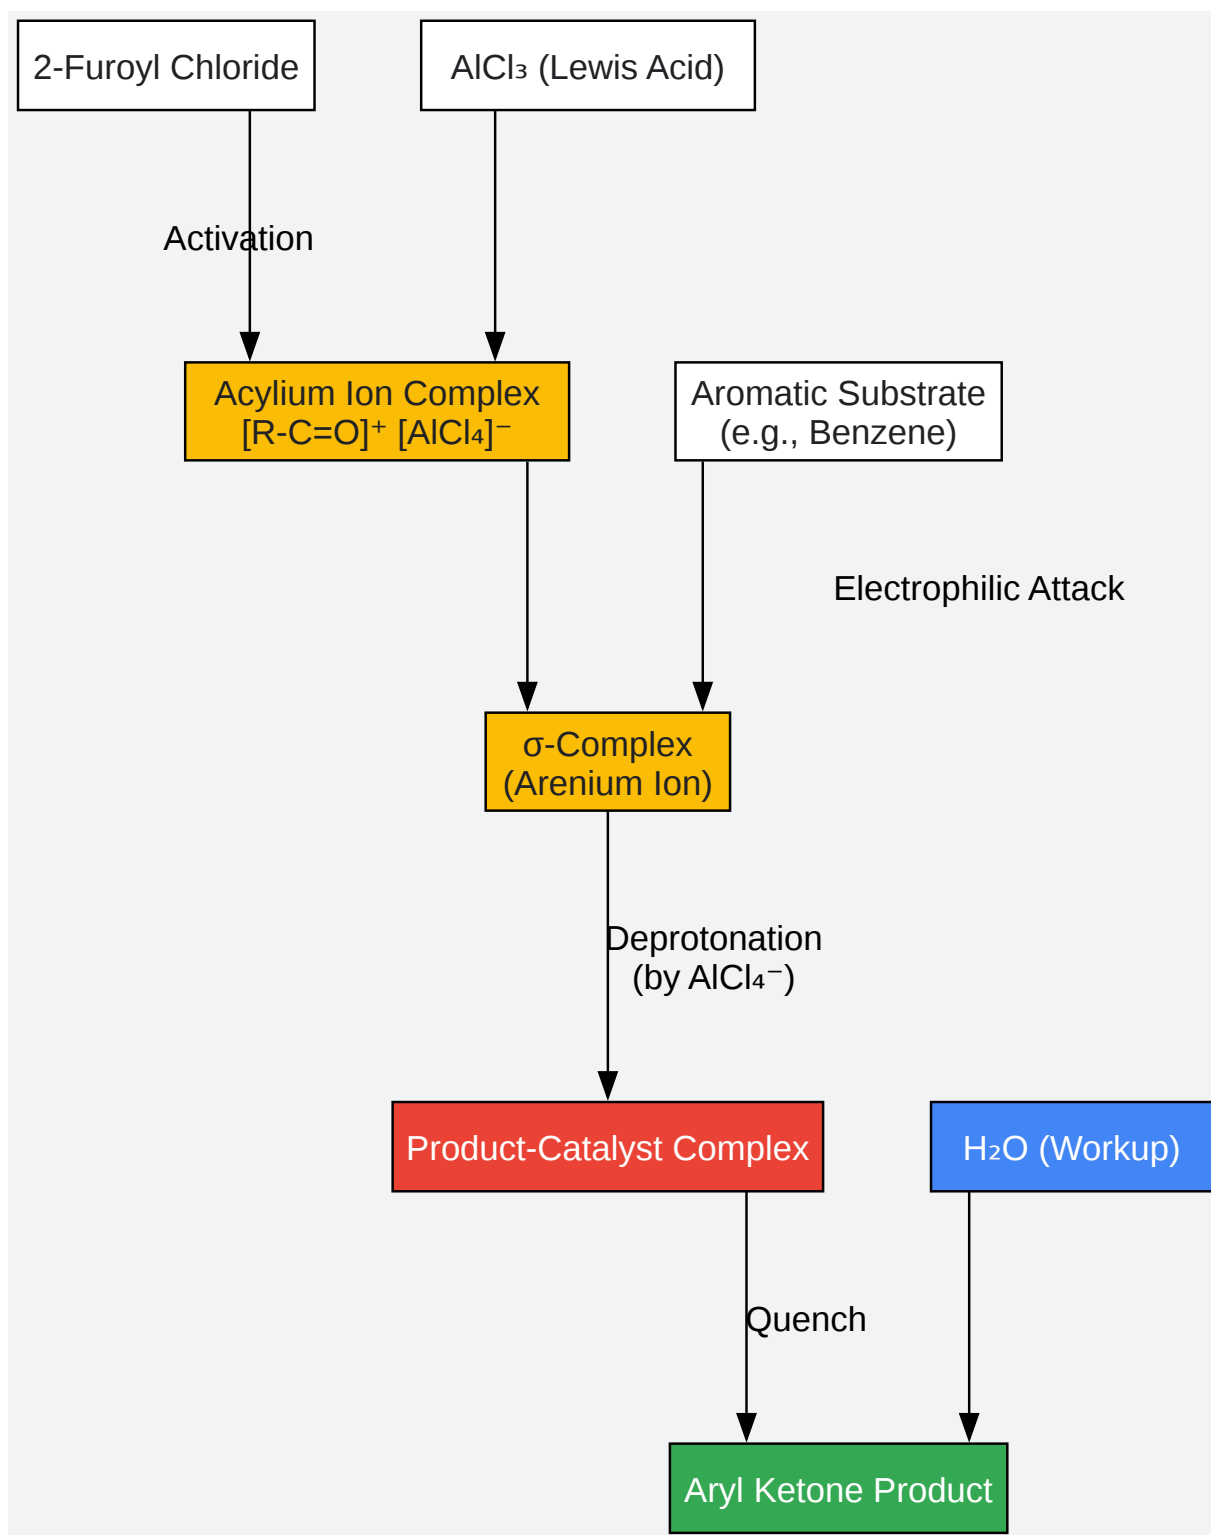 2-Furoyl Chloride
AlCl₃ (Lewis Acid)
Activation
Acylium Ion Complex
[R-C=O]⁺ [AlCl₄]⁻
Aromatic Substrate
(e.g., Benzene)
Electrophilic Attack
σ-Complex
(Arenium Ion)
Deprotonation
(by AlCl₄⁻)
Product-Catalyst Complex
H₂O (Workup)
Quench
Aryl Ketone Product